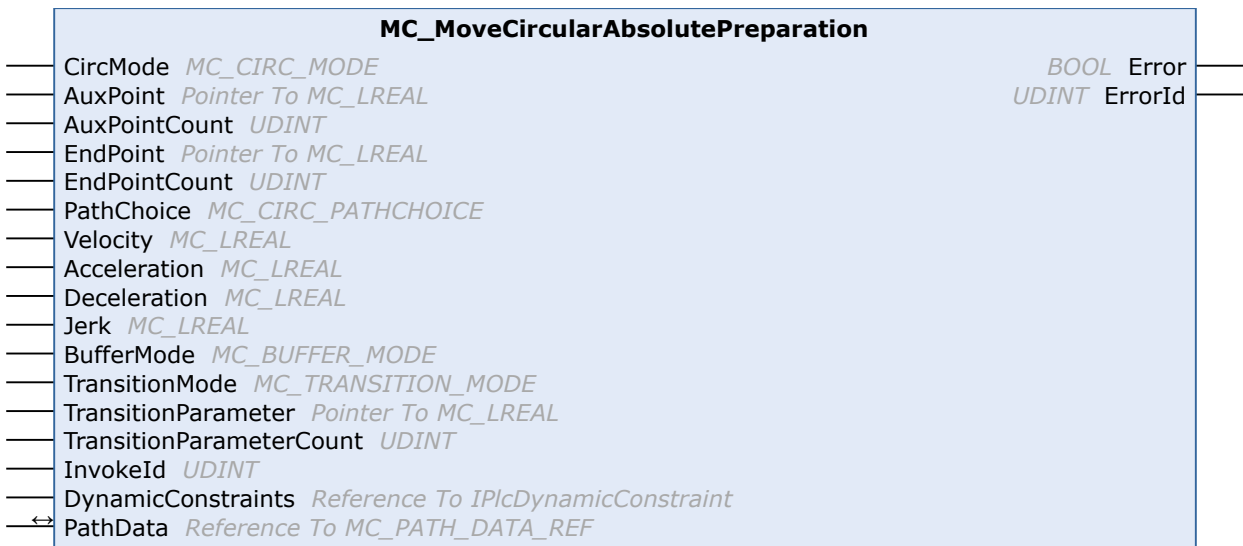 MC_MoveCircularAbsolutePreparation
CircMode MC_CIRC_MODE BOOL Error
AuxPoint Pointer To MC_LREAL UDINT ErrorId
AuxPointCount UDINT
EndPoint Pointer To MC_LREAL
EndPointCount UDINT
PathChoice MC_CIRC_PATHCHOICE
Velocity MC_LREAL
Acceleration MC_LREAL
Deceleration MC_LREAL
Jerk MC_LREAL
BufferMode MC_BUFFER_MODE
TransitionMode MC_TRANSITION_MODE
TransitionParameter Pointer To MC_LREAL
TransitionParameterCount UDINT
InvokeId UDINT
DynamicConstraints Reference To IPlcDynamicConstraint
↔ PathData Reference To MC_PATH_DATA_REF